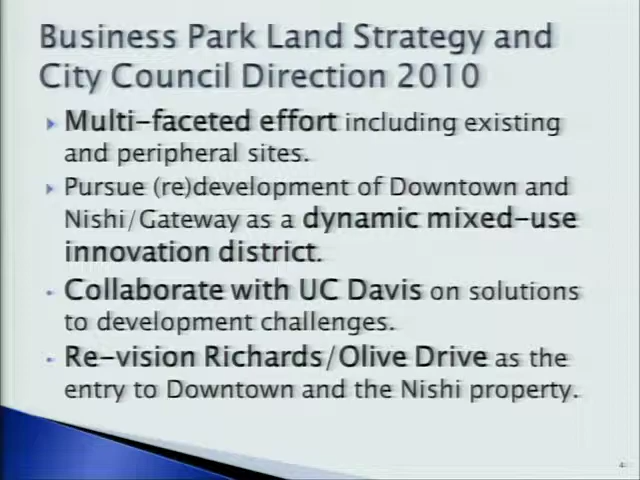 Business Park Land Strategy and
City Council Direction 2010
Multi-faceted effort including existing
and peripheral sites.
Pursue (re)development of Downtown and
Nishi/Gateway as a dynamic mixed-use
innovation district.
Collaborate with UC Davis on solutions
to development challenges.
Re-vision Richards/Olive Drive as the
entry to Downtown and the Nishi property.
4